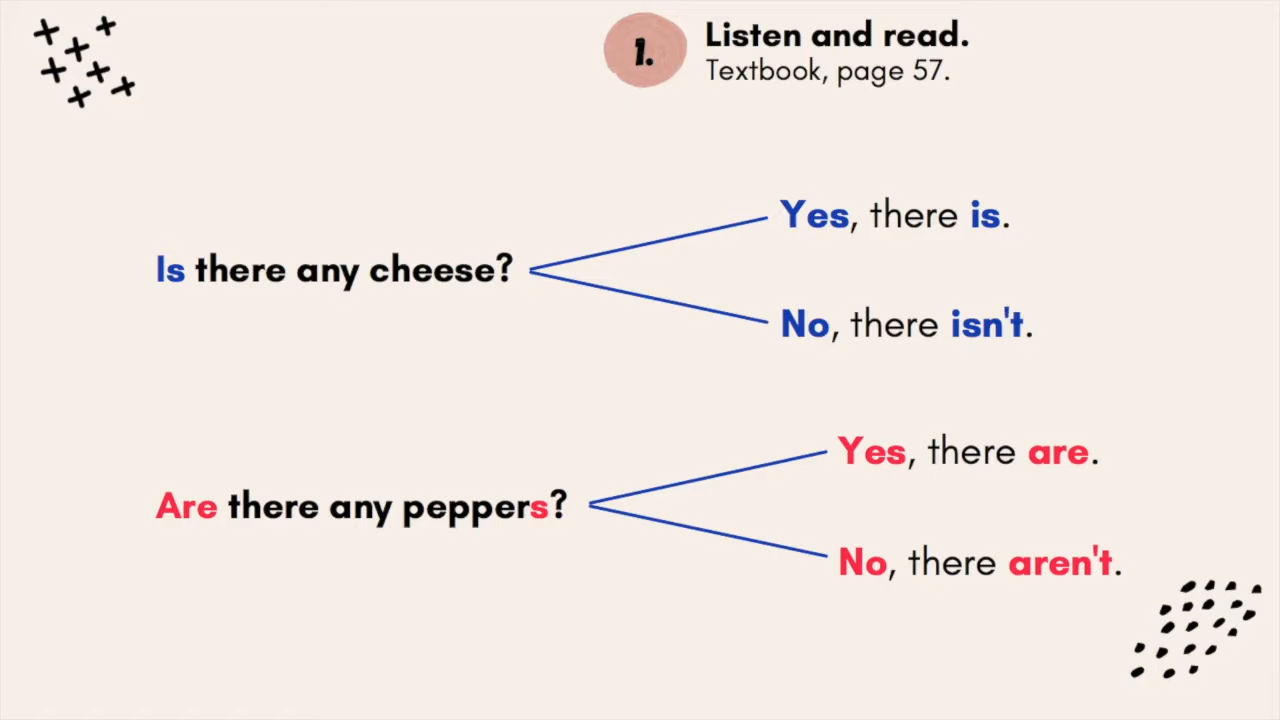 1.
Listen and read.
Textbook, page 57.
Is there any cheese?
Yes, there is.
No, there isn't.
Are there any peppers?
Yes, there are.
No, there aren't.